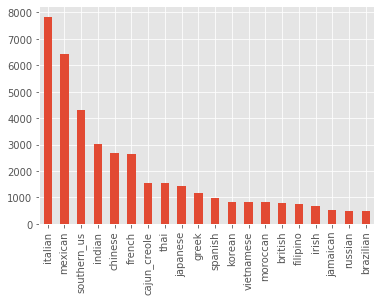 8000
7000
6000
5000
4000
3000
2000
1000
0
italian
mexican
southern_us
indian
chinese
french
cajun_creole
thai
japanese
greek
spanish
korean
vietnamese
moroccan
british
filipino
irish
jamaican
russian
brazilian